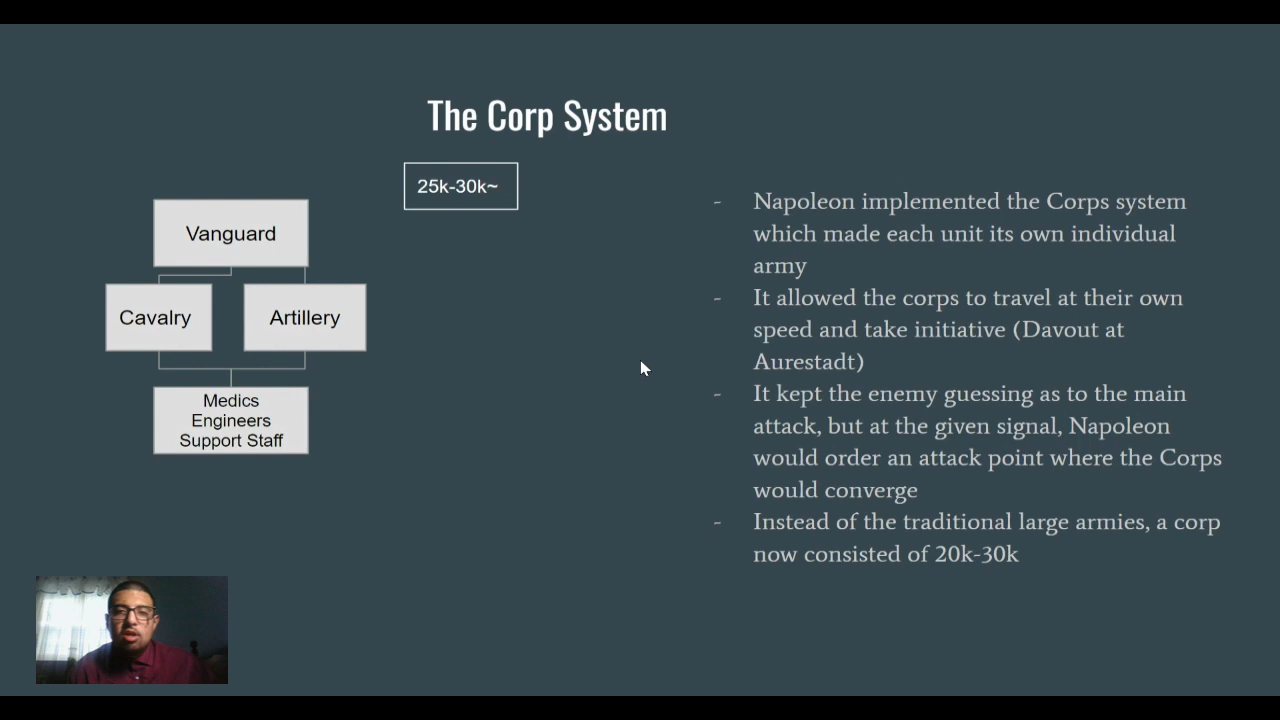 The Corp System
25k-30k~
Vanguard
Cavalry
Artillery
Medics
Engineers
Support Staff
- Napoleon implemented the Corps system
which made each unit its own individual
army
- It allowed the corps to travel at their own
speed and take initiative (Davout at
Aurestadt)
- It kept the enemy guessing as to the main
attack, but at the given signal, Napoleon
would order an attack point where the Corps
would converge
- Instead of the traditional large armies, a corp
now consisted of 20k-30k